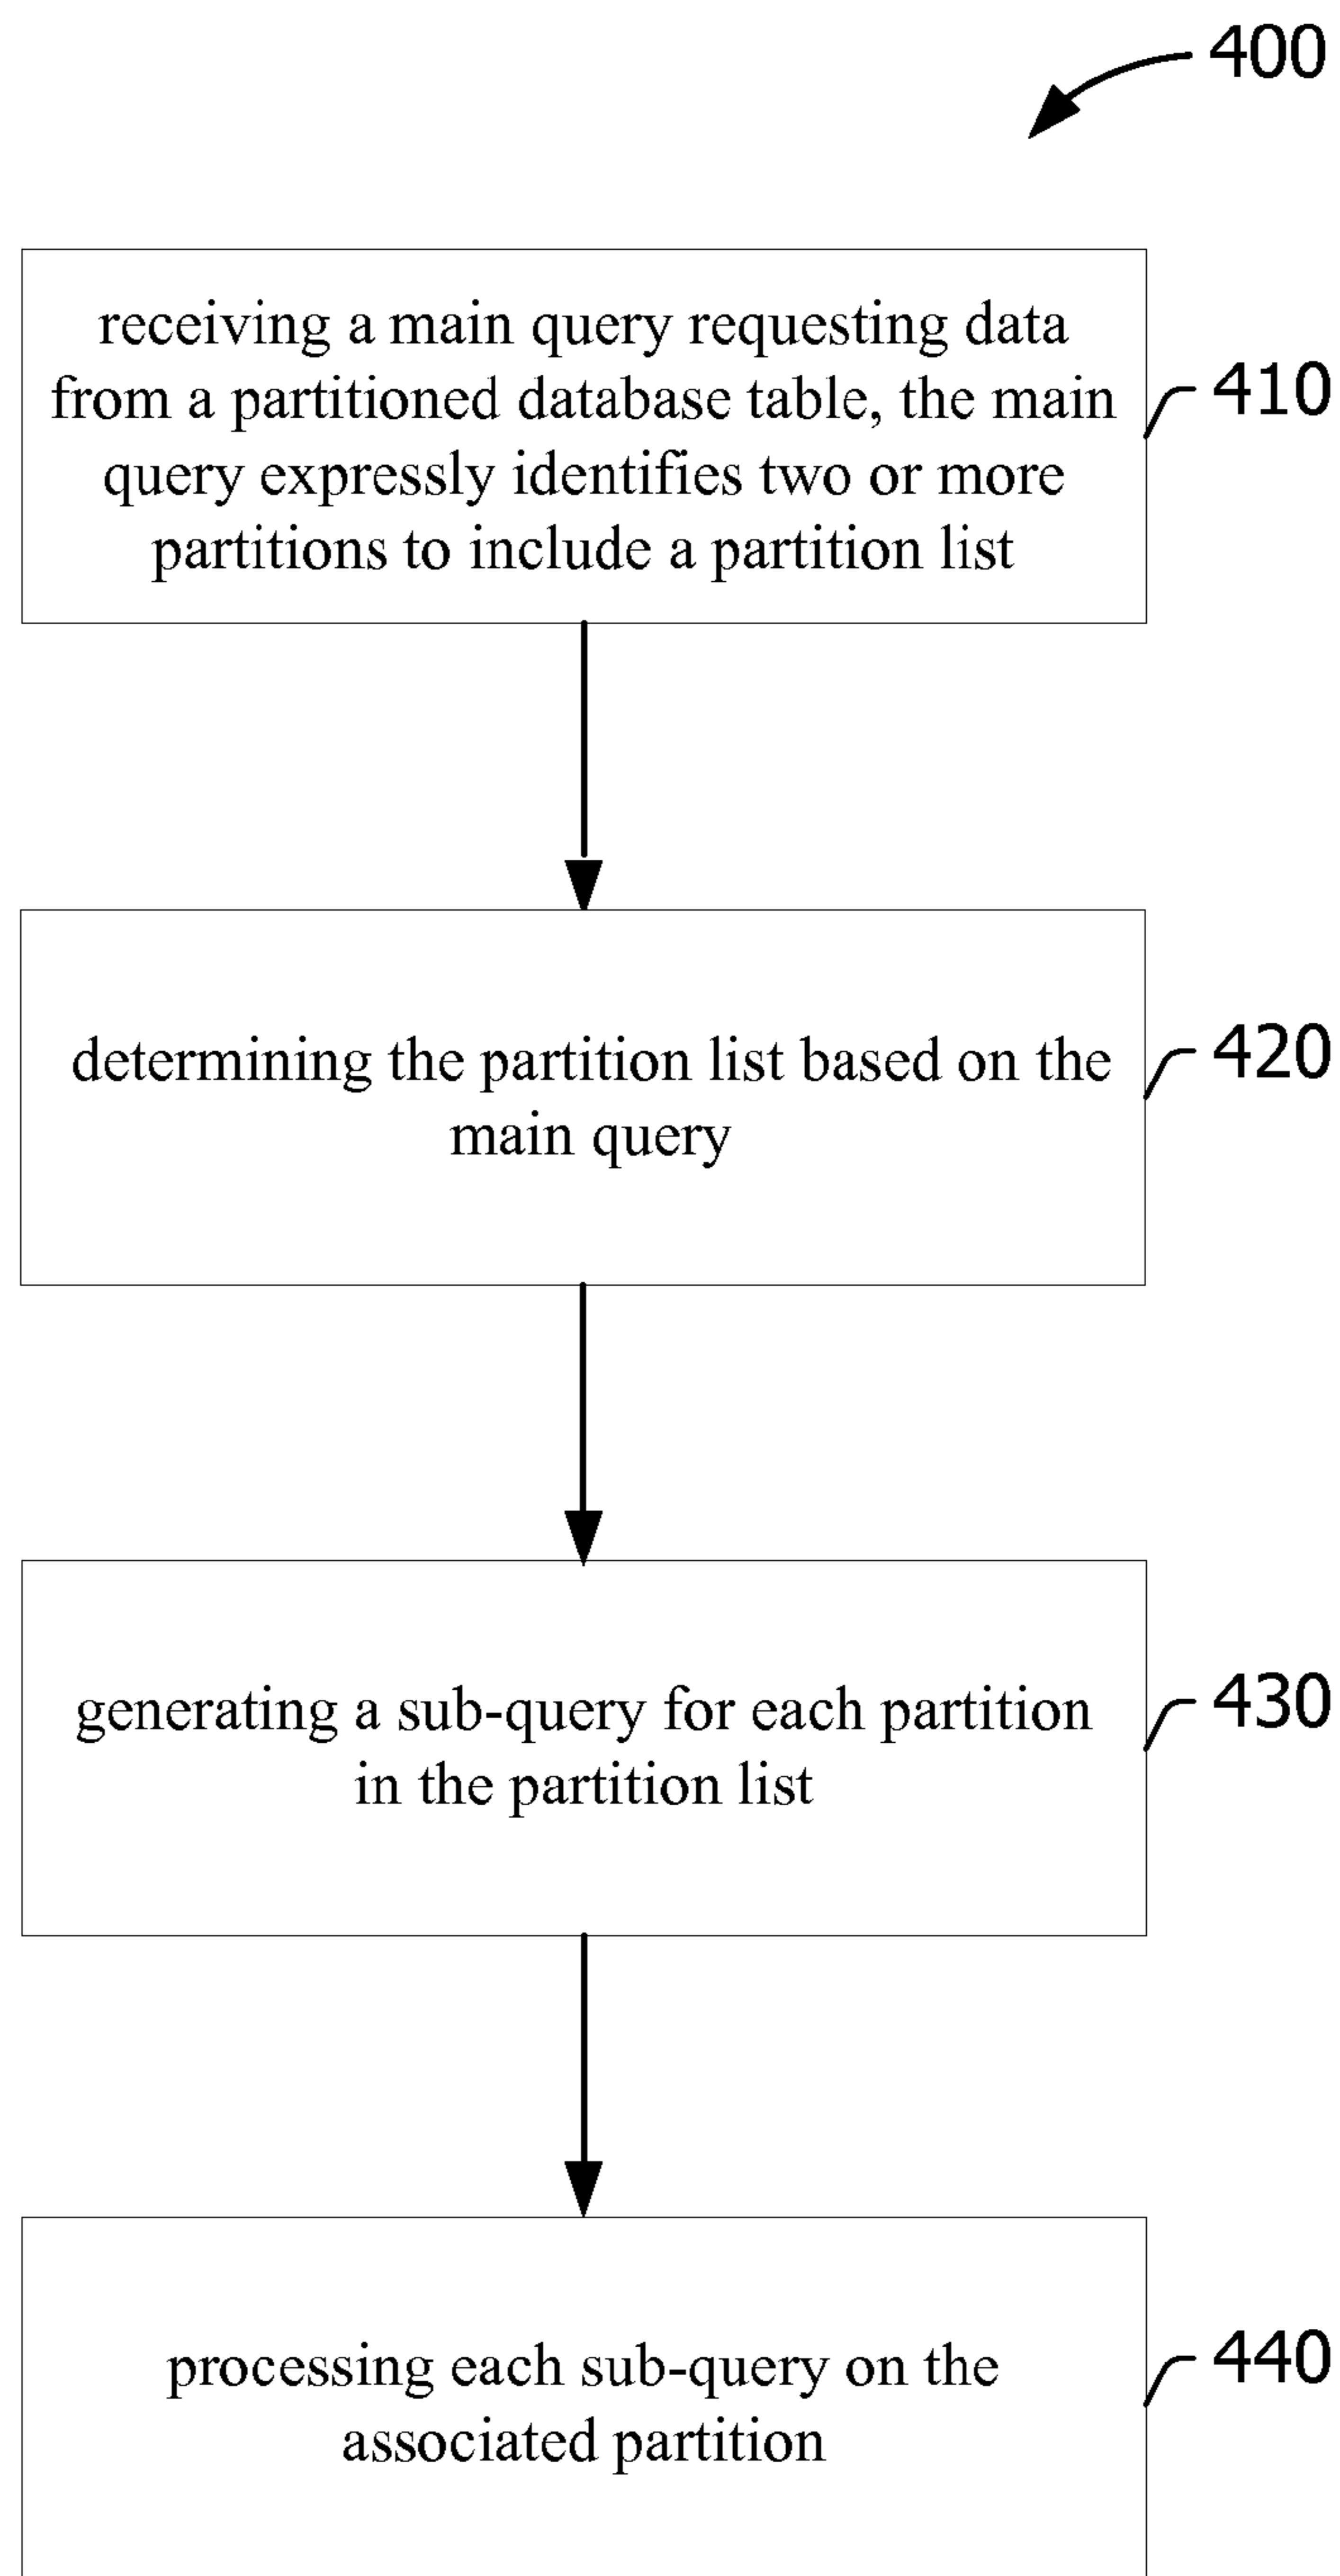 400
receiving a main query requesting data
from a partitioned database table, the main
query expressly identifies two or more
partitions to include a partition list
410
determining the partition list based on the
main query
420
generating a sub-query for each partition
in the partition list
430
processing each sub-query on the
associated partition
440